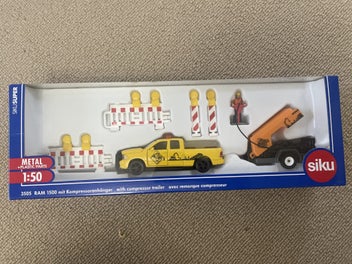 SIKU SUPER
siku
METAL
+PLASTIC PARTS
1:50
siku
3505 RAM 1500 mit Kompressoranhänger . with compressor trailer . avec remorque compresseur